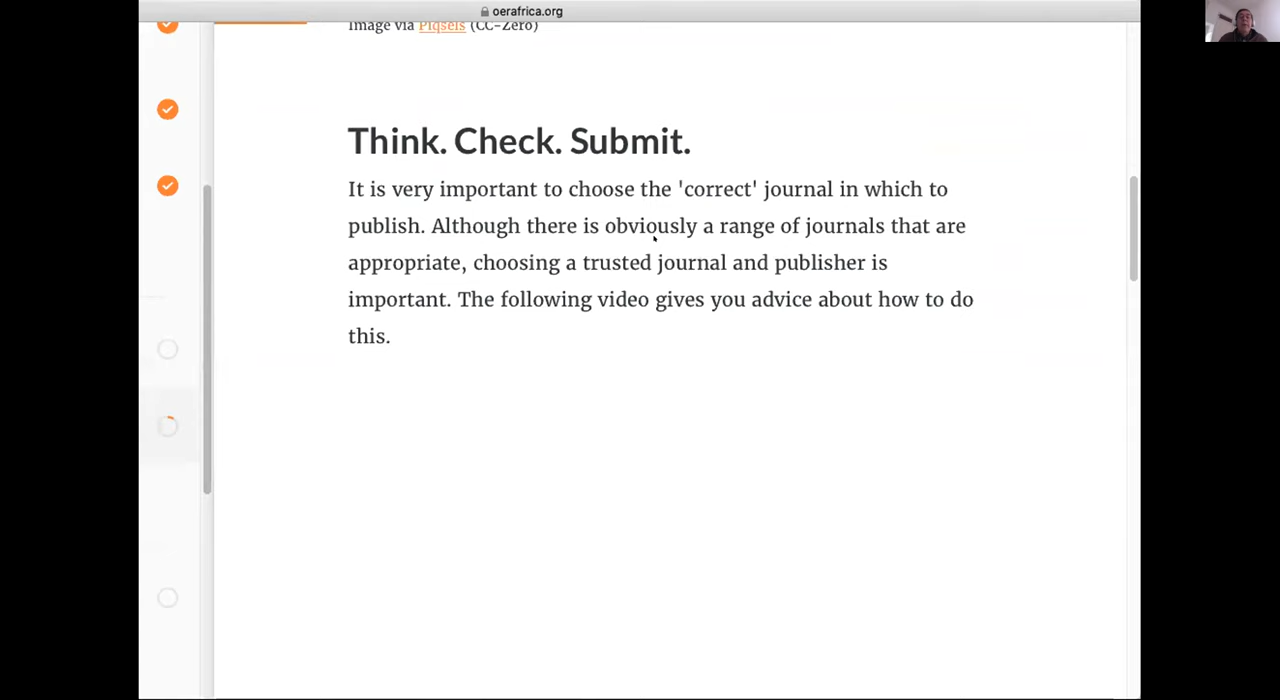 oerafrica.org
Image via Piqsels (CC-Zero)
Think. Check. Submit.
It is very important to choose the 'correct' journal in which to
publish. Although there is obviously a range of journals that are
appropriate, choosing a trusted journal and publisher is
important. The following video gives you advice about how to do
this.